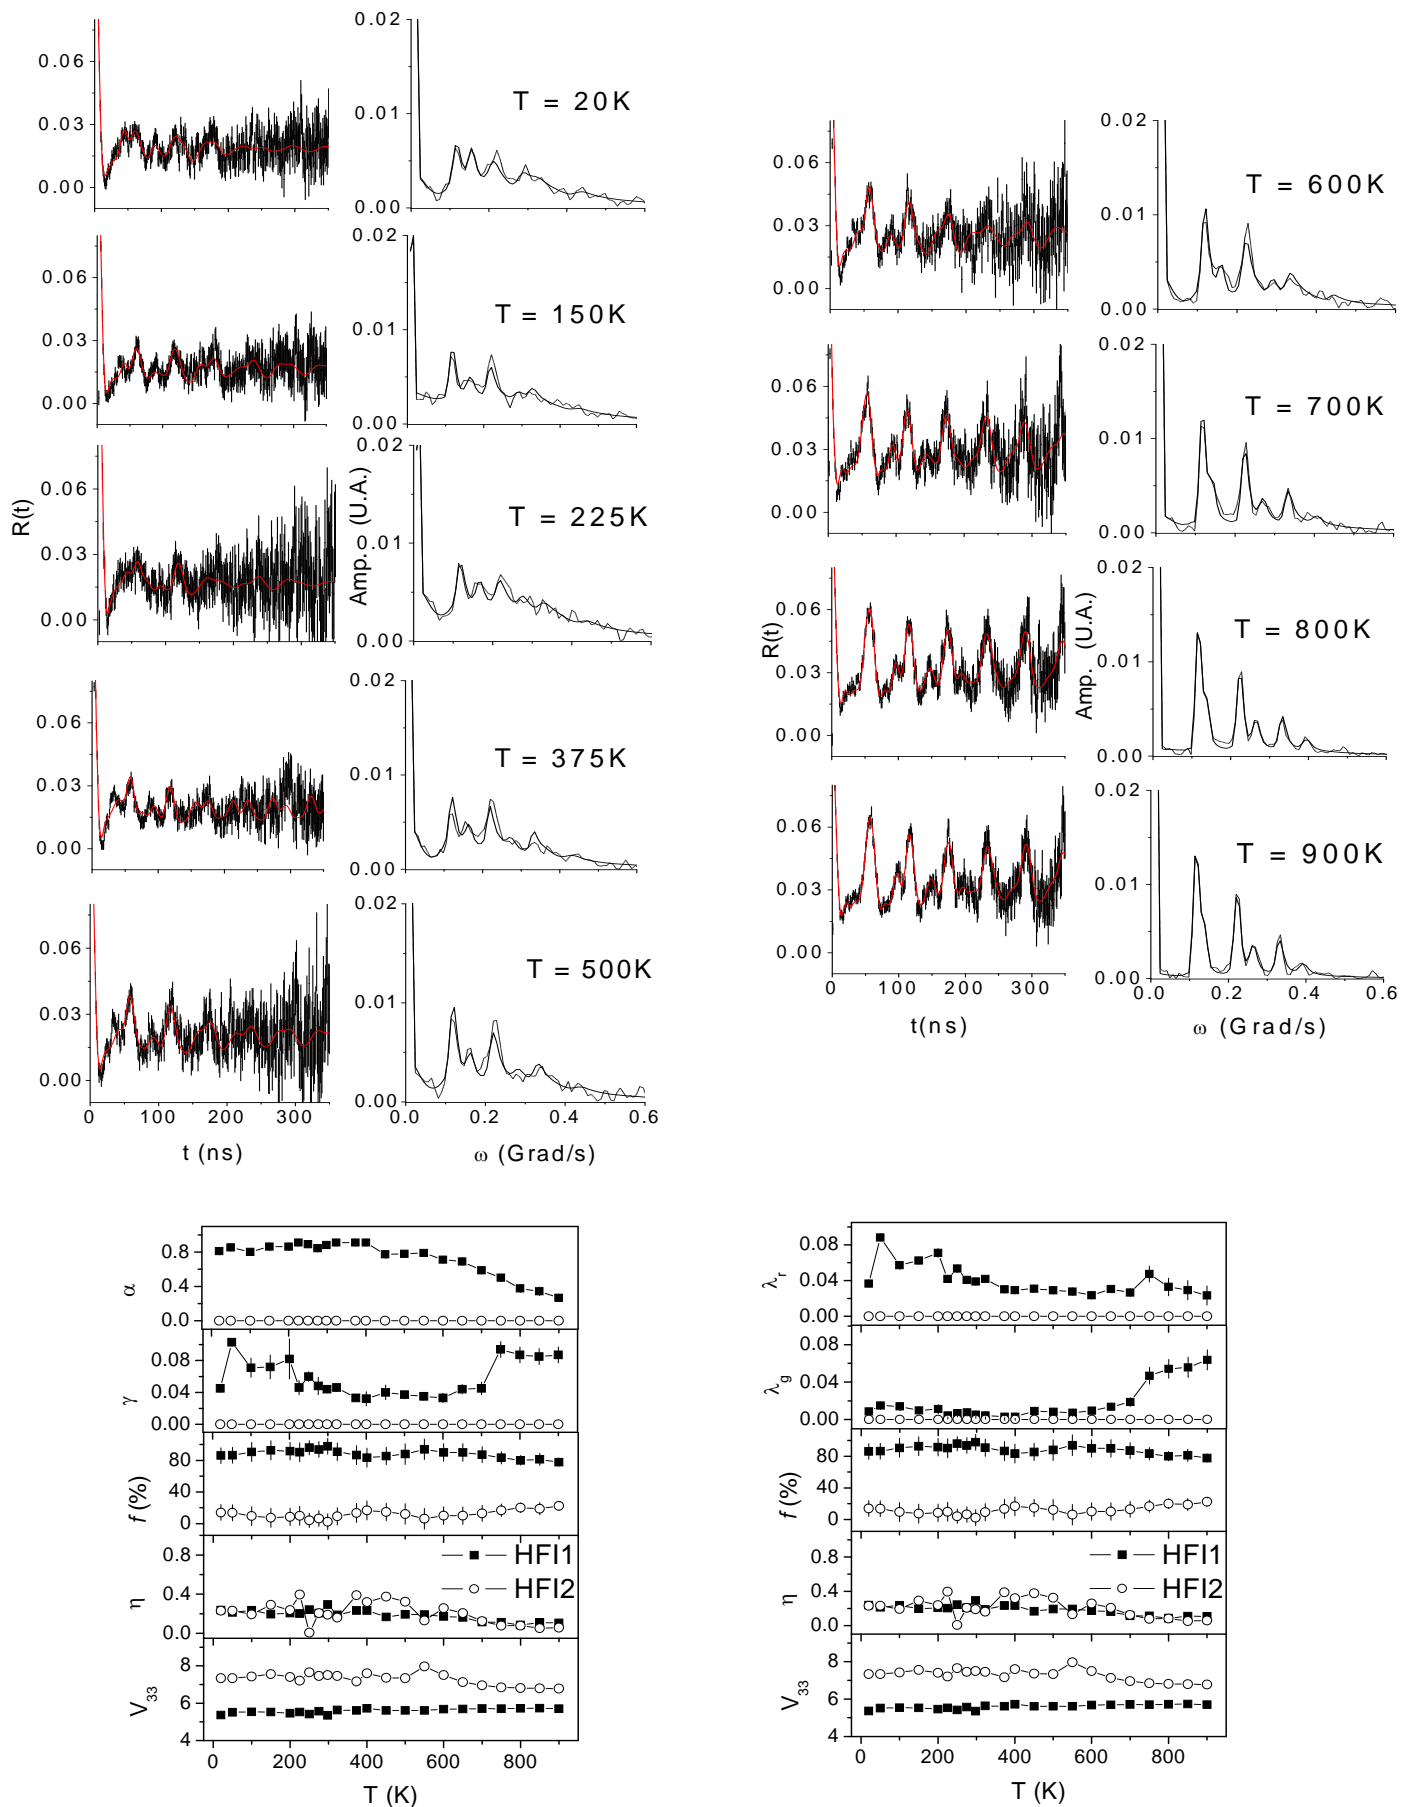 0.06
0.03
0.00
0.02
0.01
0.00
T = 20K
0.06
0.03
0.00
0.02
0.01
0.00
T = 150K
R(t)
0.06
0.03
0.00
Amp. (U.A.)
0.02
0.01
0.00
T = 225K
0.06
0.03
0.00
0.02
0.01
0.00
T = 375K
0.06
0.03
0.00
0 100 200 300
t (ns)
0.02
0.01
0.00
T = 500K
0.0 0.2 0.4 0.6
ω (Grad/s)
0.06
0.03
0.00
0.02
0.01
0.00
T = 600K
0.06
0.03
0.00
0.02
0.01
0.00
T = 700K
R(t)
0.06
0.03
0.00
Amp. (U.A.)
0.02
0.01
0.00
T = 800K
0.06
0.03
0.00
0 100 200 300
t(ns)
0.02
0.01
0.00
T = 900K
0.0 0.2 0.4 0.6
ω (Grad/s)
α
0.8
0.4
0.0
γ
0.08
0.04
0.00
f (%)
80
40
0
η
0.8
0.4
0.0
HFI1
HFI2
V33
8
6
4
0 200 400 600 800
T (K)
λr
0.08
0.04
0.00
λg
0.08
0.04
0.00
f (%)
80
40
0
η
0.8
0.4
0.0
HFI1
HFI2
V33
8
6
4
0 200 400 600 800
T (K)